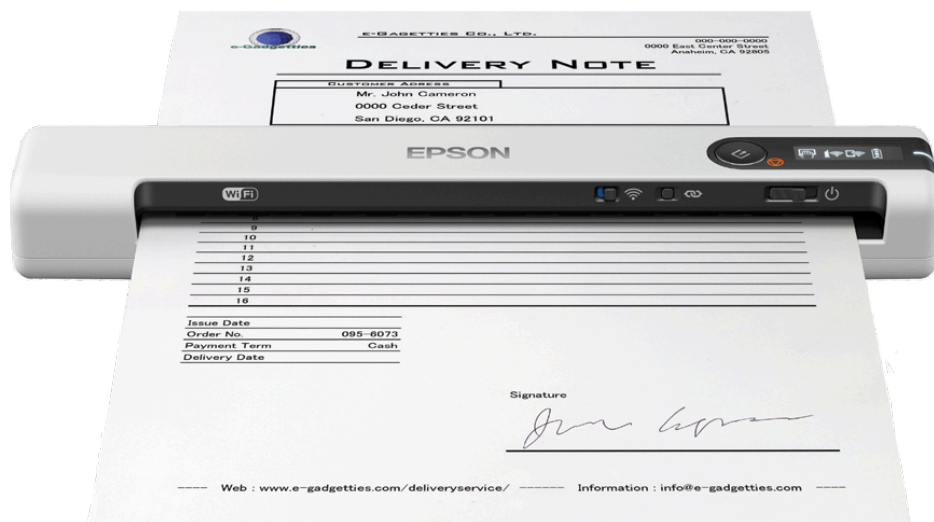 e-Gadgetties
E-GAGETTIES CO., LTD.
000-000-0000
0000 East Center Street
Anaheim, CA 92805
DELIVERY NOTE
CUSTOMER ADRESS
Mr. John Cameron
0000 Ceder Street
San Diego, CA 92101
EPSON
WiFi
8
9
10
11
12
13
14
15
16
Issue Date
Order No. 095-6073
Payment Term Cash
Delivery Date
Signature
Web : www.e-gadgetties.com/deliveryservice/ Information : info@e-gadgetties.com